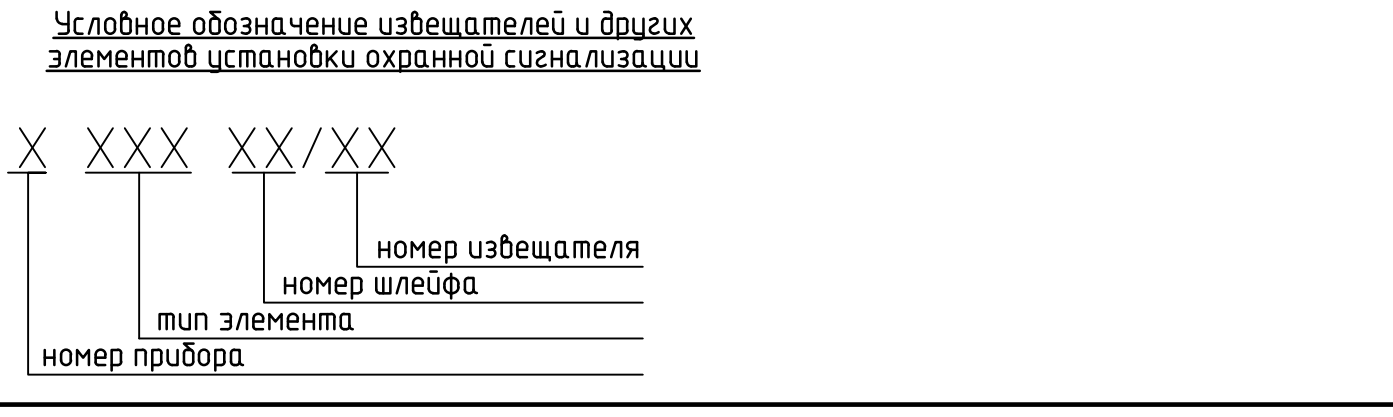 Условное обозначение извещателей и других
элементов установки охранной сигнализации
X XXX XX/XX
номер извещателя
номер шлейфа
тип элемента
номер прибора